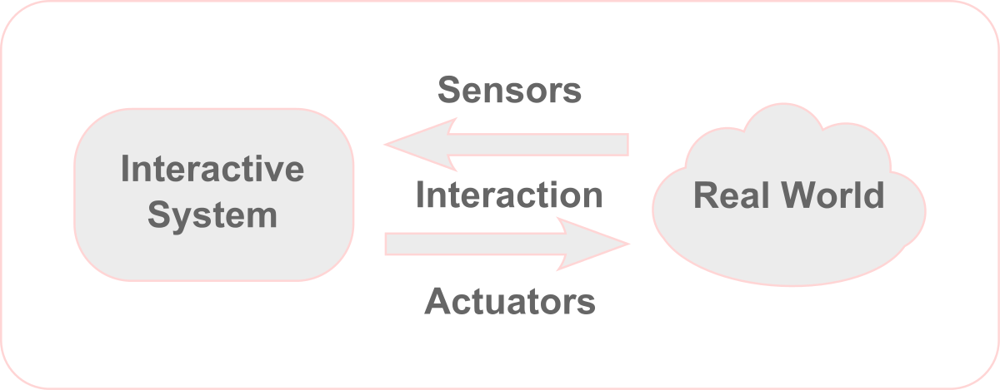 Sensors
Interactive
System
Interaction
Real World
Actuators